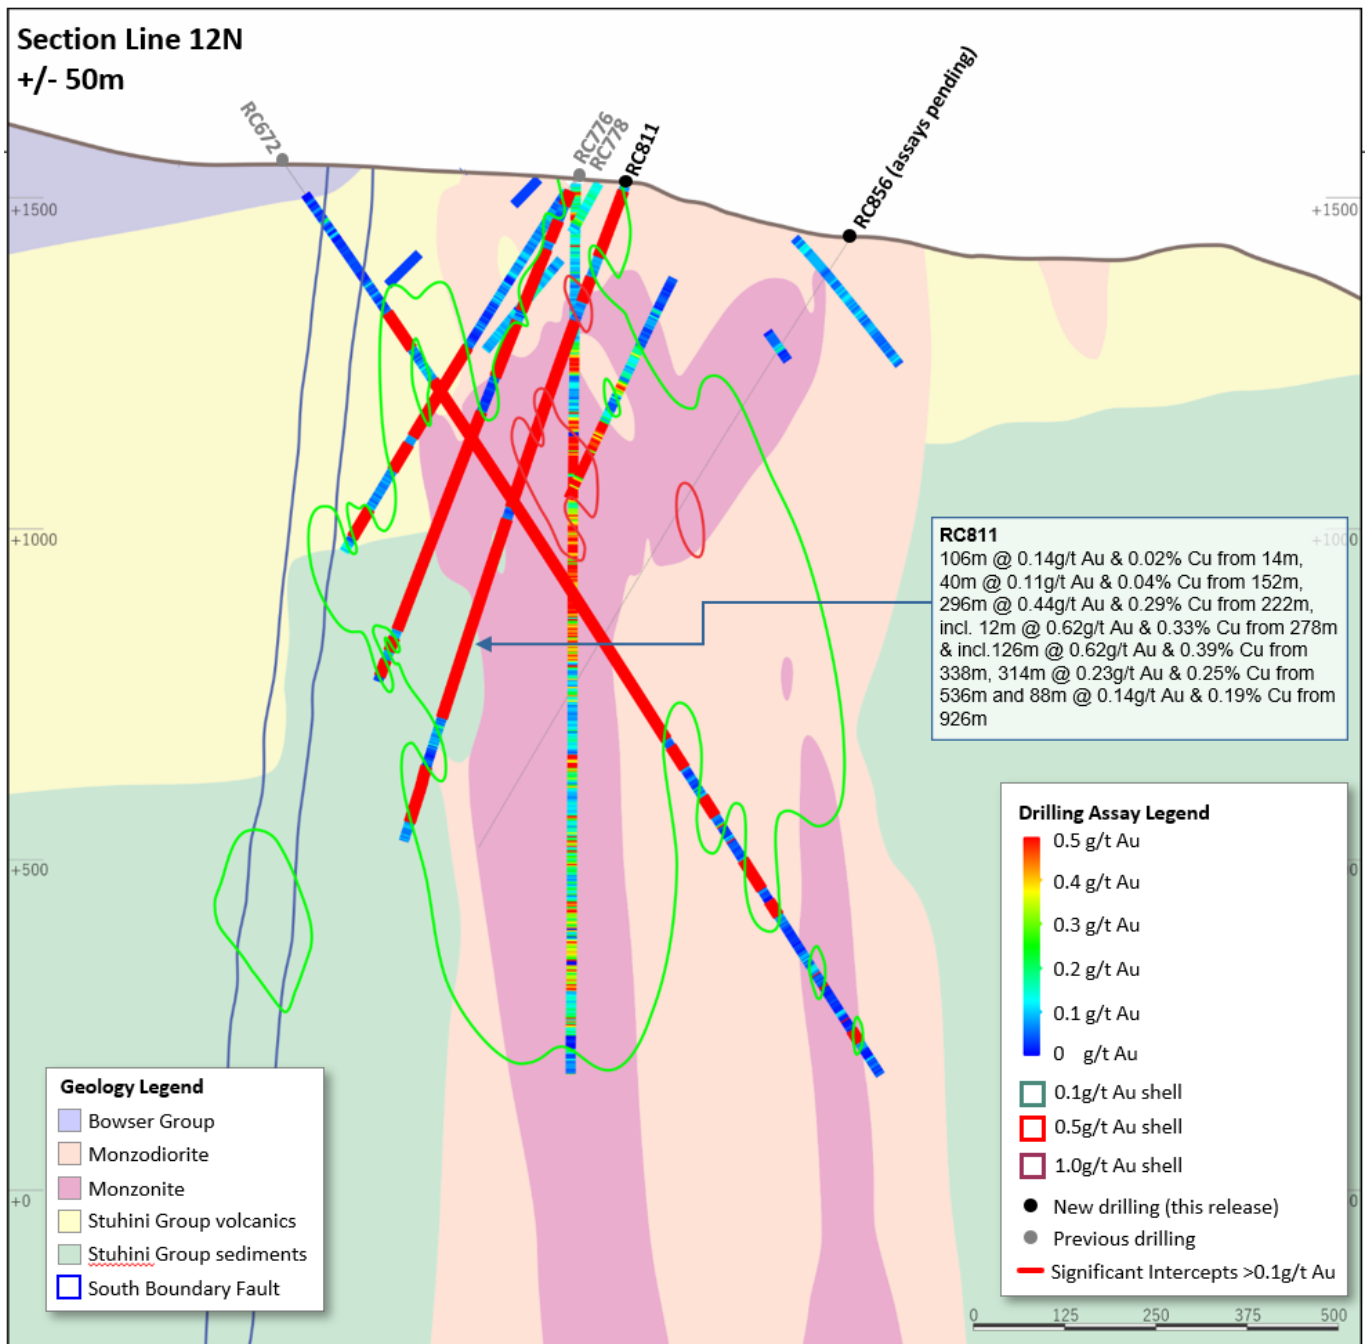 Section Line 12N
+/- 50m
RC672
RC776
RC778
RC811
RC856 (assays pending)
+1500
+1500
+1000
+1000
RC811
106m @ 0.14g/t Au & 0.02% Cu from 14m,
40m @ 0.11g/t Au & 0.04% Cu from 152m,
296m @ 0.44g/t Au & 0.29% Cu from 222m,
incl. 12m @ 0.62g/t Au & 0.33% Cu from 278m
& incl.126m @ 0.62g/t Au & 0.39% Cu from
338m, 314m @ 0.23g/t Au & 0.25% Cu from
536m and 88m @ 0.14g/t Au & 0.19% Cu from
926m
+500
0
Drilling Assay Legend
0.5 g/t Au
0.4 g/t Au
0.3 g/t Au
0.2 g/t Au
0.1 g/t Au
0 g/t Au
0.1g/t Au shell
0.5g/t Au shell
1.0g/t Au shell
New drilling (this release)
Previous drilling
Significant Intercepts >0.1g/t Au
Geology Legend
Bowser Group
Monzodiorite
Monzonite
Stuhini Group volcanics
Stuhini Group sediments
South Boundary Fault
+0
0
0 125 250 375 500